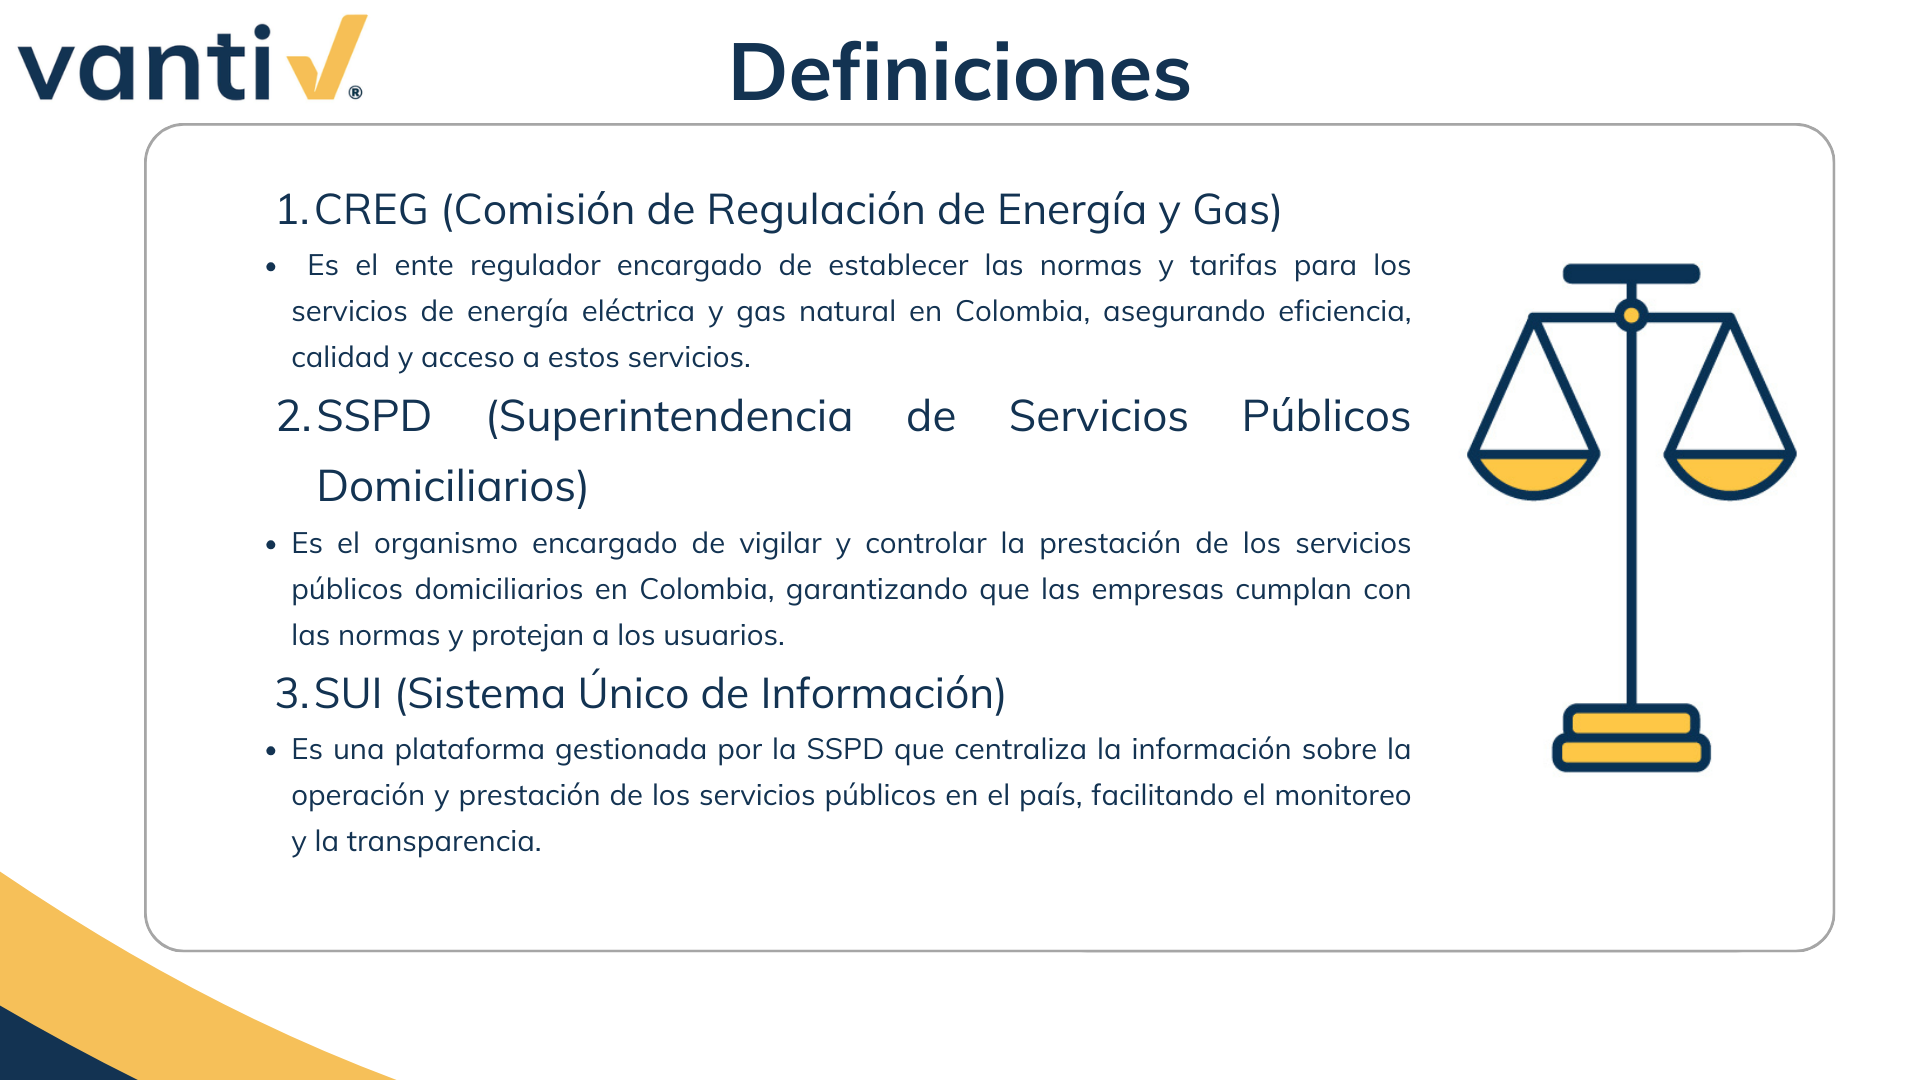 vanti ®
Definiciones
1. CREG (Comisión de Regulación de Energía y Gas)
• Es el ente regulador encargado de establecer las normas y tarifas para los
servicios de energía eléctrica y gas natural en Colombia, asegurando eficiencia,
calidad y acceso a estos servicios.
2. SSPD (Superintendencia de Servicios Públicos
Domiciliarios)
• Es el organismo encargado de vigilar y controlar la prestación de los servicios
públicos domiciliarios en Colombia, garantizando que las empresas cumplan con
las normas y protejan a los usuarios.
3. SUI (Sistema Único de Información)
• Es una plataforma gestionada por la SSPD que centraliza la información sobre la
operación y prestación de los servicios públicos en el país, facilitando el monitoreo
y la transparencia.